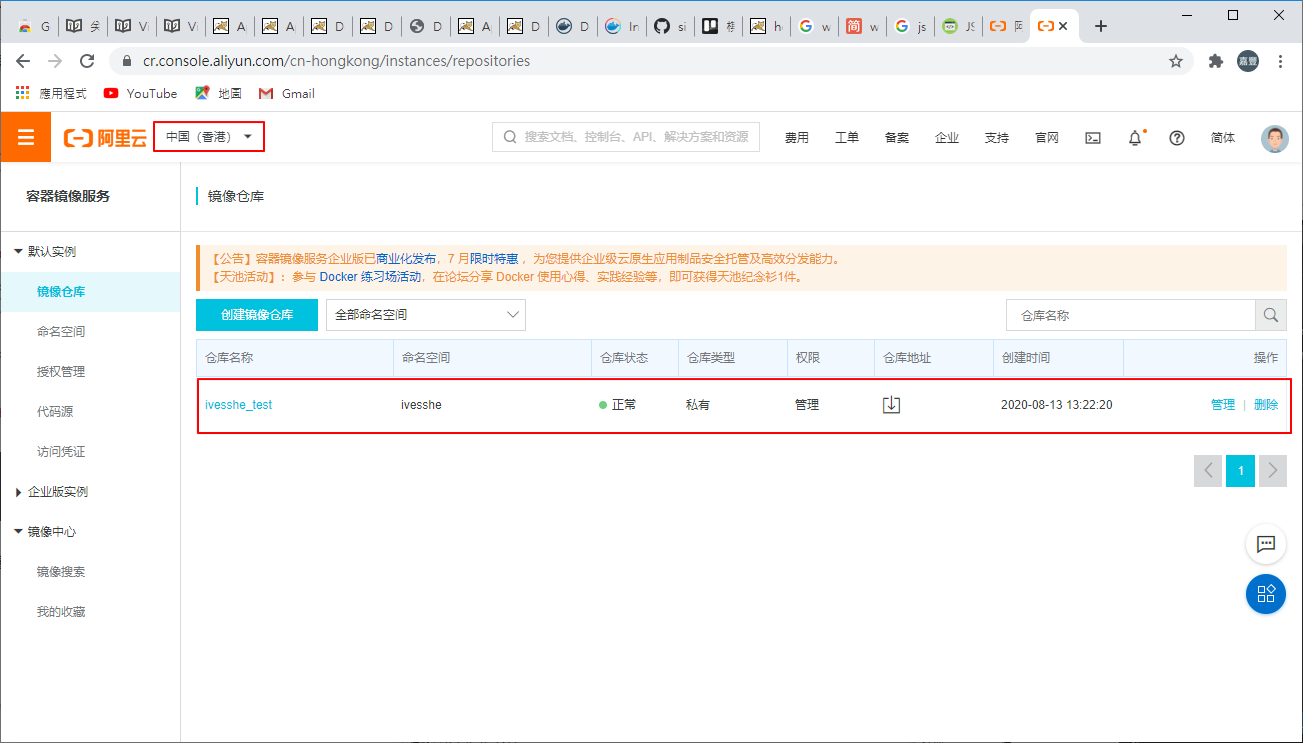 G 矢 Vi Vi A A D D D A D D In si w w js JS
cr.console.aliyun.com/cn-hongkong/instances/repositories
嘉豐
應用程式 YouTube 地圖 Gmail
阿里云 中国（香港） 搜索文档、控制台、API、解决方案和资源 费用 工单 备案 企业 支持 官网 简体
容器镜像服务
镜像仓库
默认实例
镜像仓库
命名空间
授权管理
代码源
访问凭证
企业版实例
镜像中心
镜像搜索
我的收藏
【公告】容器镜像服务企业版已商业化发布，7 月限时特惠 ，为您提供企业级云原生应用制品安全托管及高效分发能力。
【天池活动】：参与 Docker 练习场活动，在论坛分享 Docker 使用心得、实践经验等，即可获得天池纪念衫1件。
创建镜像仓库 全部命名空间 仓库名称
仓库名称 命名空间 仓库状态 仓库类型 权限 仓库地址 创建时间 操作
ivesshe_test ivesshe 正常 私有 管理 2020-08-13 13:22:20 管理 | 删除
1